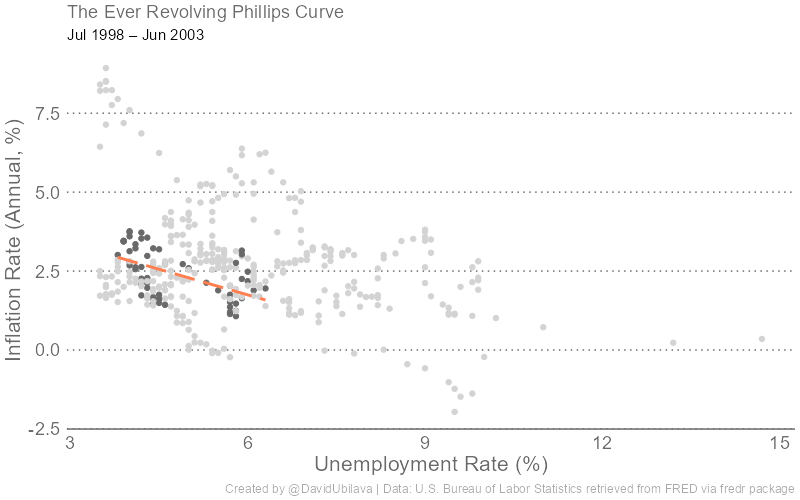 The Ever Revolving Phillips Curve
Jul 1998 – Jun 2003
Inflation Rate (Annual, %)
7.5
5.0
2.5
0.0
-2.5
3
6
9
12
15
Unemployment Rate (%)
Created by @DavidUbilava | Data: U.S. Bureau of Labor Statistics retrieved from FRED via fredr package